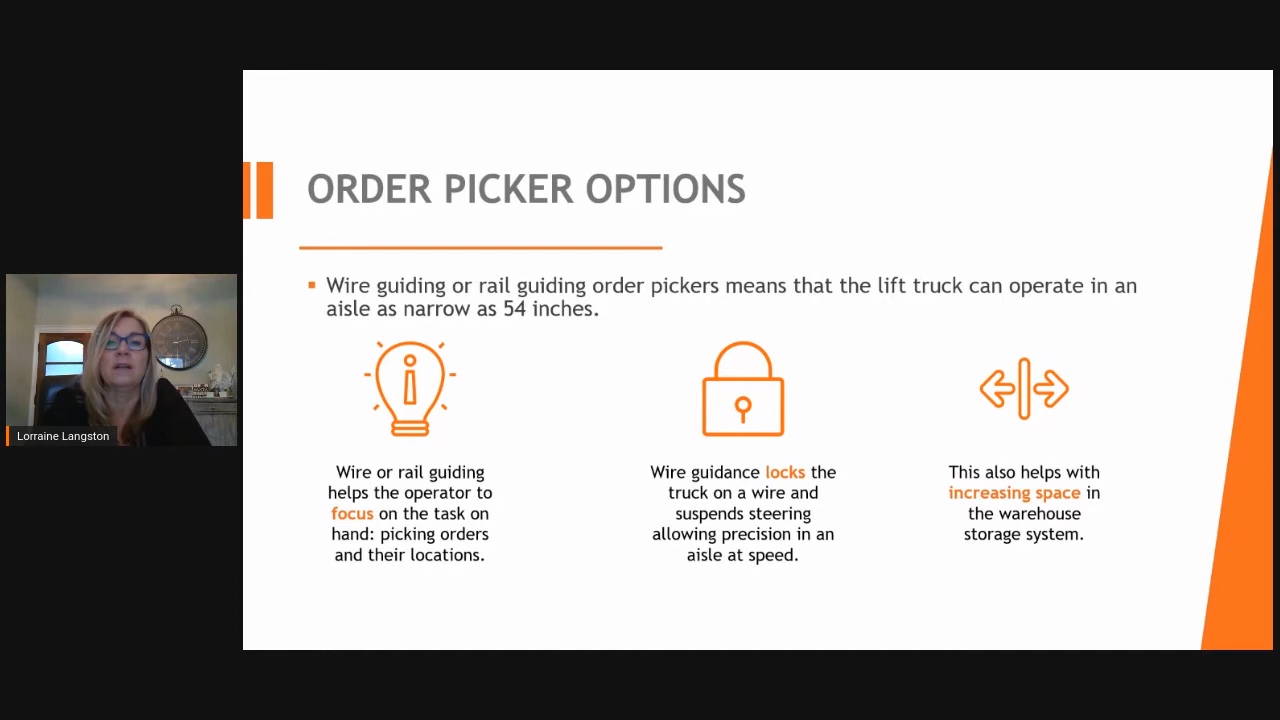 ORDER PICKER OPTIONS
Wire guiding or rail guiding order pickers means that the lift truck can operate in an
aisle as narrow as 54 inches.
Wire or rail guiding
helps the operator to
focus on the task on
hand: picking orders
and their locations.
Wire guidance locks the
truck on a wire and
suspends steering
allowing precision in an
aisle at speed.
This also helps with
increasing space in
the warehouse
storage system.
Lorraine Langston